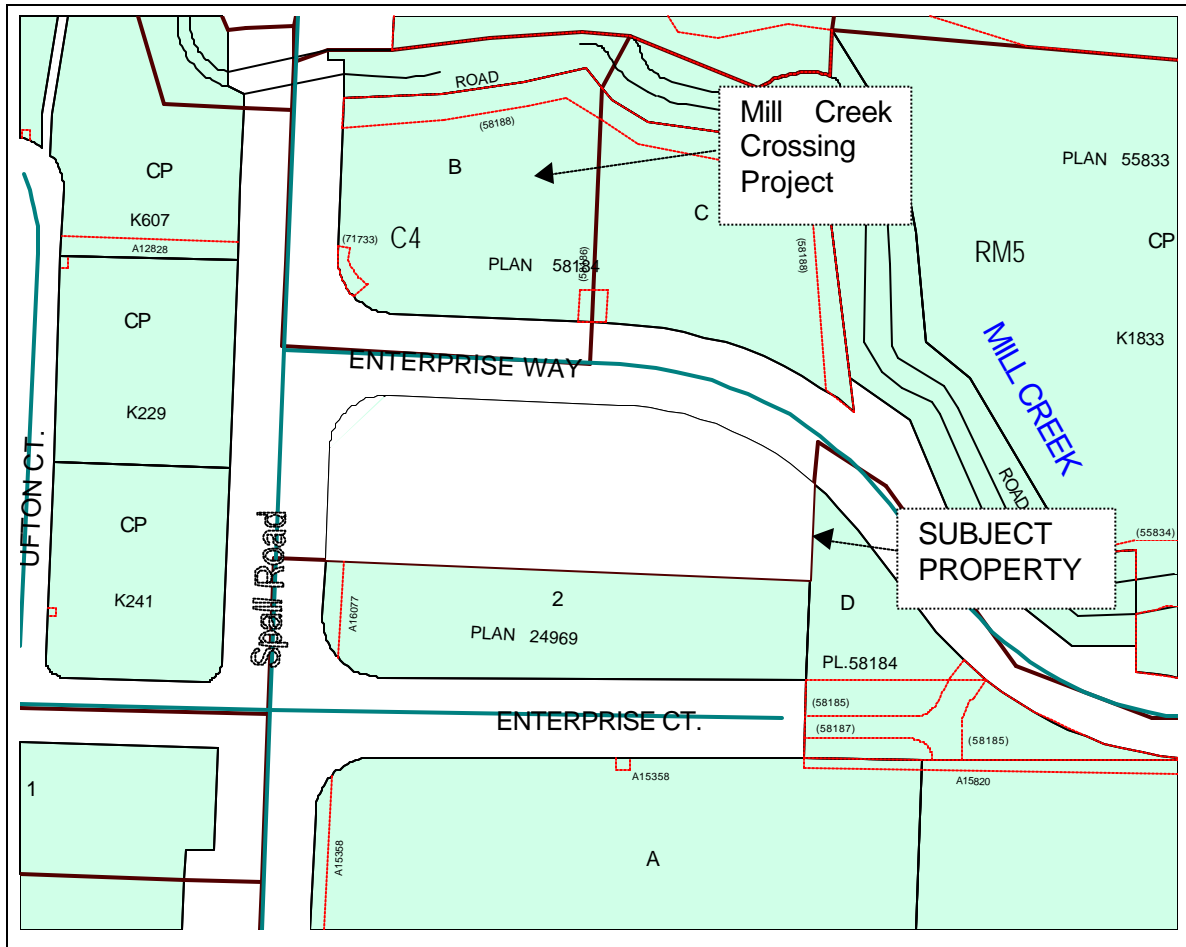 ROAD
(58188)
Mill Creek
Crossing
Project
PLAN 55833
CP
B
K607
A12828
C
(71733)
C4
(58188)
RM5
CP
PLAN 58184
CP
MILL CREEK
K1833
ENTERPRISE WAY
K229
UFTON CT.
ROAD
CP
Spall Road
SUBJECT
PROPERTY
(55834)
K241
A16077
2
D
PLAN 24969
PL.58184
(58185)
ENTERPRISE CT.
(58187)
(58185)
1
A15358
A15820
A15358
A